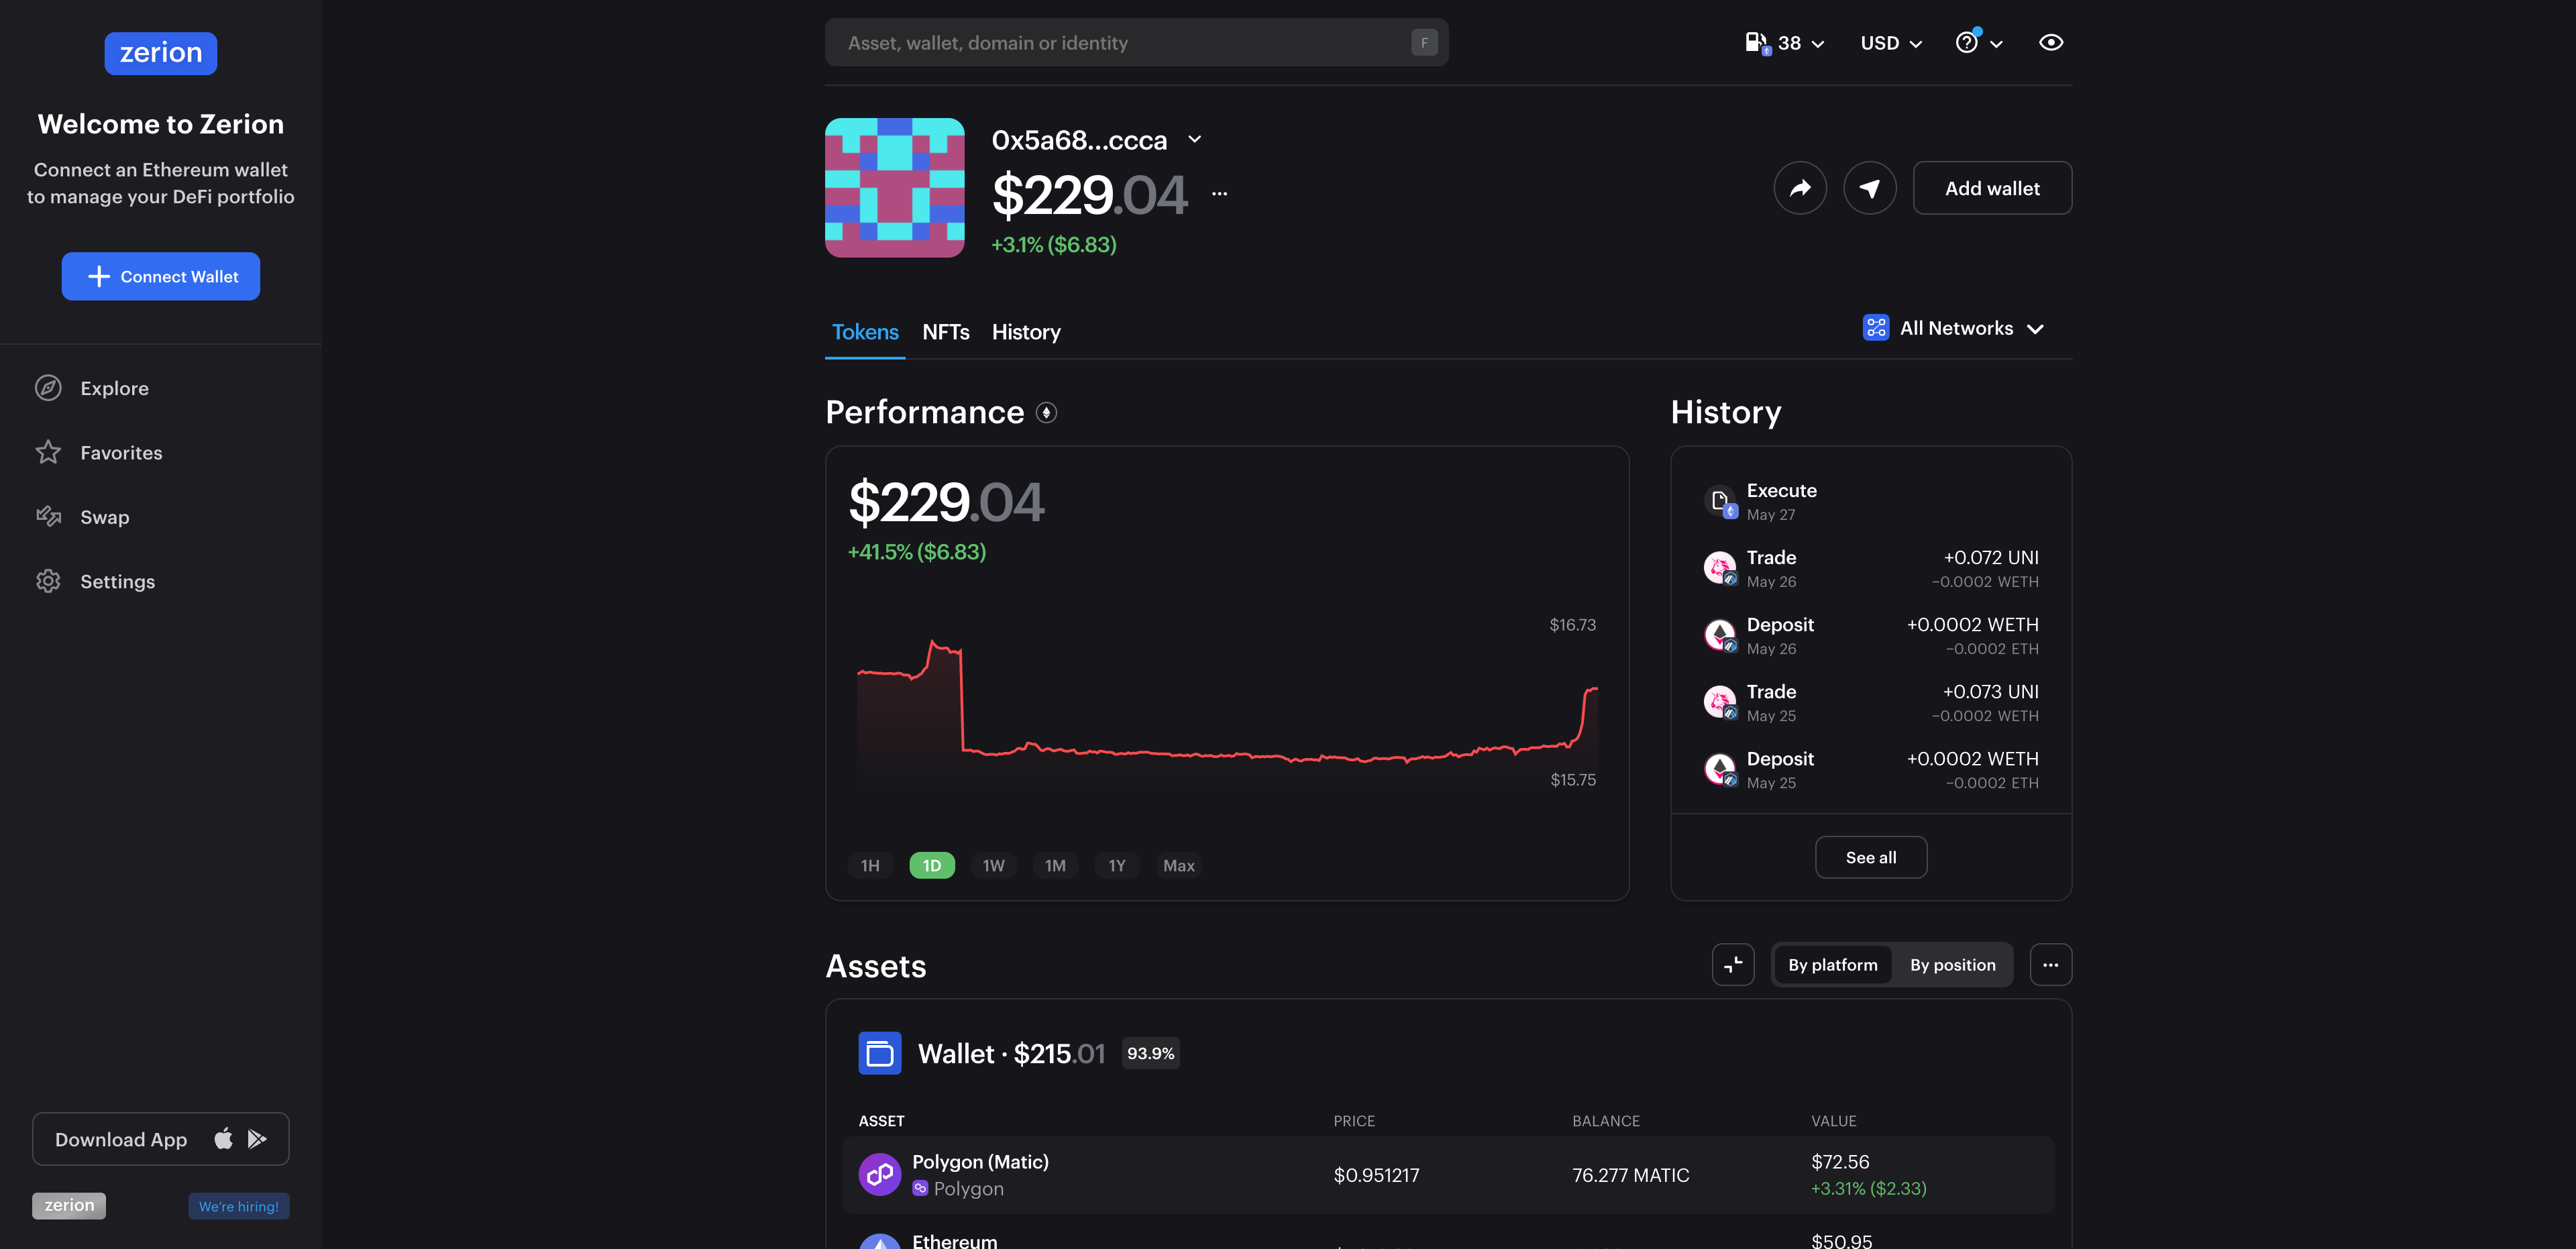 zerion
Welcome to Zerion
Connect an Ethereum wallet
to manage your DeFi portfolio
Connect Wallet
Explore
Favorites
Swap
Settings
Download App
zerion
We're hiring!
Asset, wallet, domain or identity
F
38
USD
0x5a68...ccca
$229.04
+3.1% ($6.83)
Add wallet
Tokens
NFTs
History
All Networks
Performance
$229.04
+41.5% ($6.83)
$16.73
$15.75
1H
1D
1W
1M
1Y
Max
History
Execute
May 27
Trade
+0.072 UNI
May 26
−0.0002 WETH
Deposit
+0.0002 WETH
May 26
−0.0002 ETH
Trade
+0.073 UNI
May 25
−0.0002 WETH
Deposit
+0.0002 WETH
May 25
−0.0002 ETH
See all
Assets
By platform
By position
Wallet · $215.01
93.9%
ASSET
PRICE
BALANCE
VALUE
Polygon (Matic)
Polygon
$0.951217
76.277 MATIC
$72.56
+3.31% ($2.33)
Ethereum
$50.95